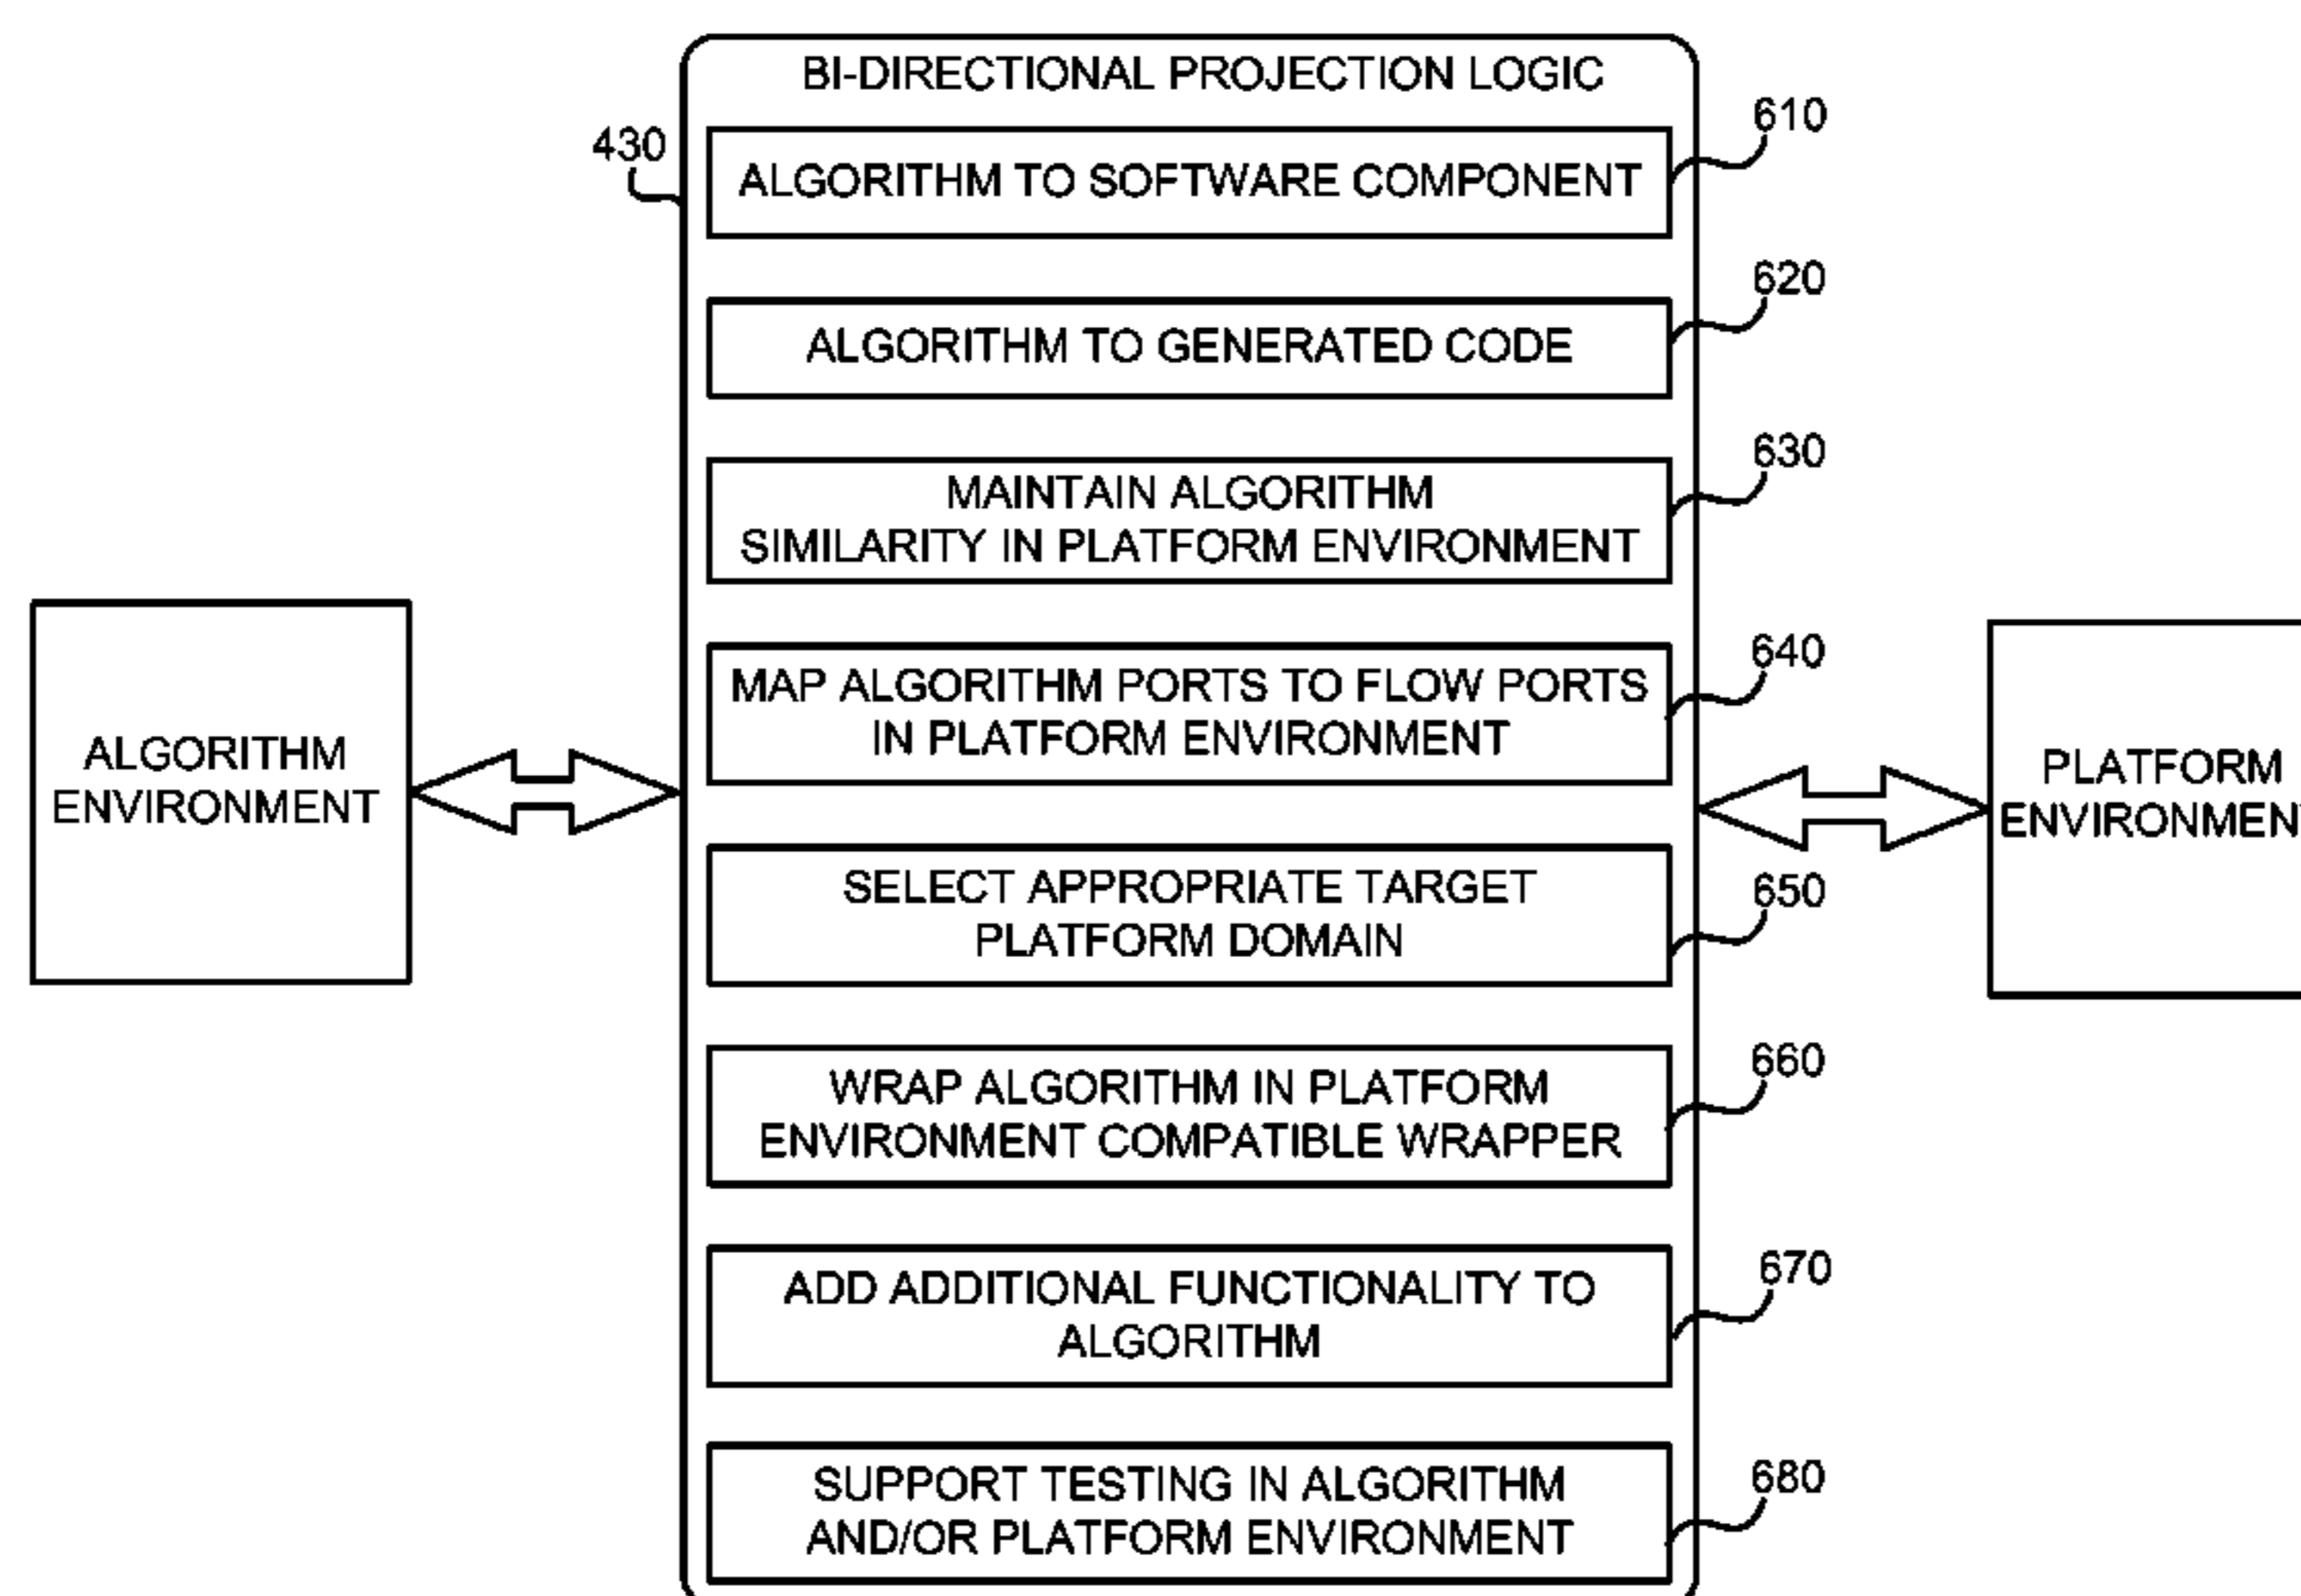 BI-DIRECTIONAL PROJECTION LOGIC
430
610
ALGORITHM TO SOFTWARE COMPONENT
620
ALGORITHM TO GENERATED CODE
630
MAINTAIN ALGORITHM
SIMILARITY IN PLATFORM ENVIRONMENT
640
MAP ALGORITHM PORTS TO FLOW PORTS
IN PLATFORM ENVIRONMENT
ALGORITHM
ENVIRONMENT
PLATFORM
ENVIRONMENT
650
SELECT APPROPRIATE TARGET
PLATFORM DOMAIN
660
WRAP ALGORITHM IN PLATFORM
ENVIRONMENT COMPATIBLE WRAPPER
670
ADD ADDITIONAL FUNCTIONALITY TO
ALGORITHM
680
SUPPORT TESTING IN ALGORITHM
AND/OR PLATFORM ENVIRONMENT